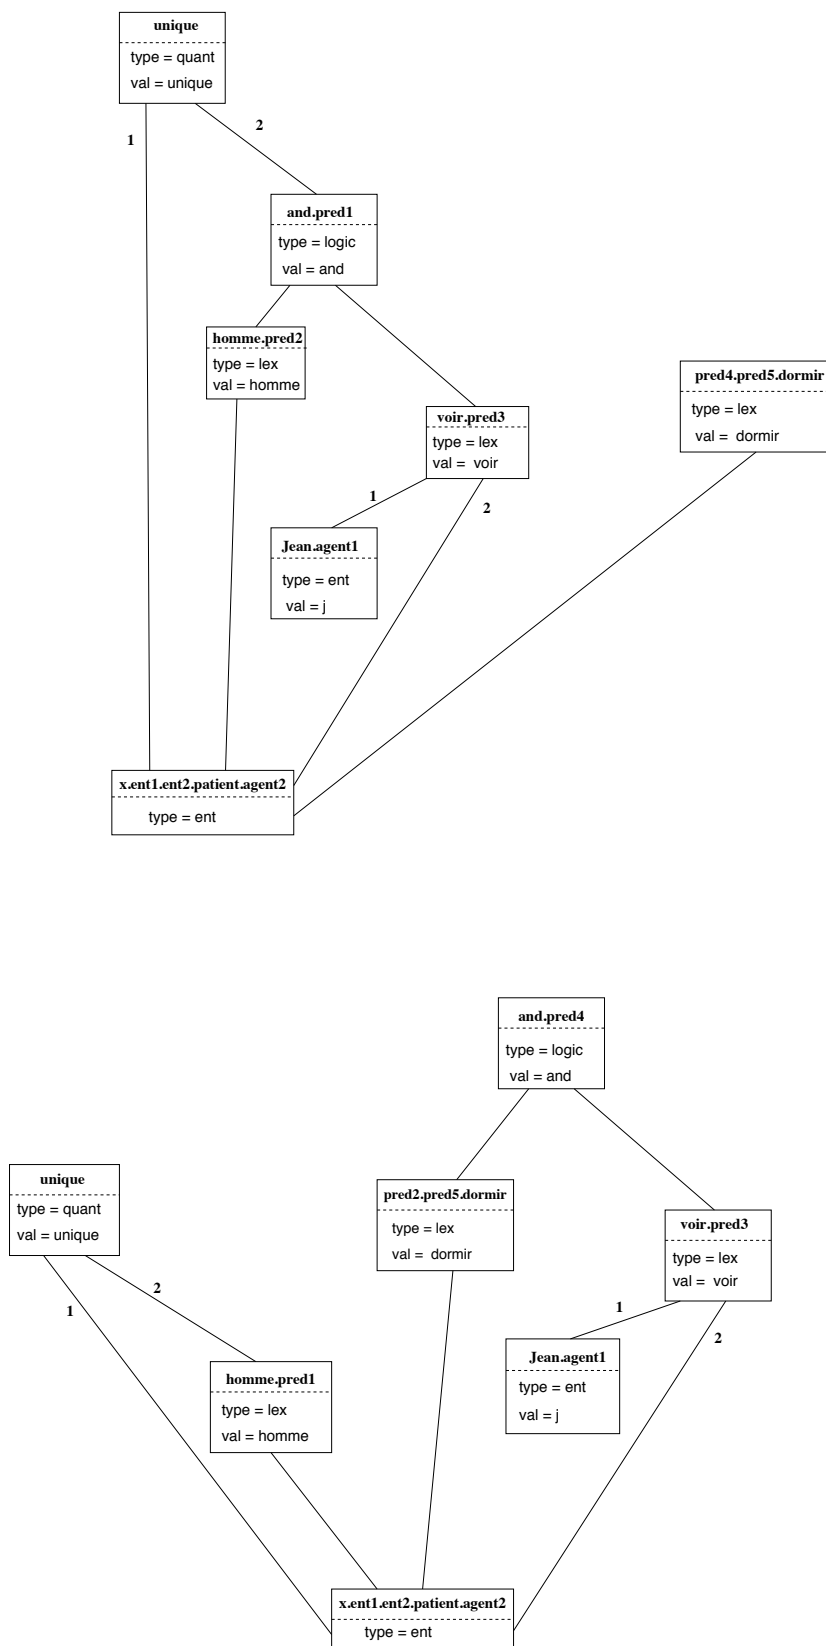 unique
type = quant
val = unique
1
2
and.pred1
type = logic
val = and
homme.pred2
type = lex
val = homme
pred4.pred5.dormir
type = lex
val = dormir
voir.pred3
type = lex
val = voir
1
2
Jean.agent1
type = ent
val = j
x.ent1.ent2.patient.agent2
type = ent
and.pred4
type = logic
val = and
unique
type = quant
val = unique
pred2.pred5.dormir
type = lex
val = dormir
voir.pred3
type = lex
val = voir
1
2
1
2
Jean.agent1
type = ent
val = j
homme.pred1
type = lex
val = homme
x.ent1.ent2.patient.agent2
type = ent